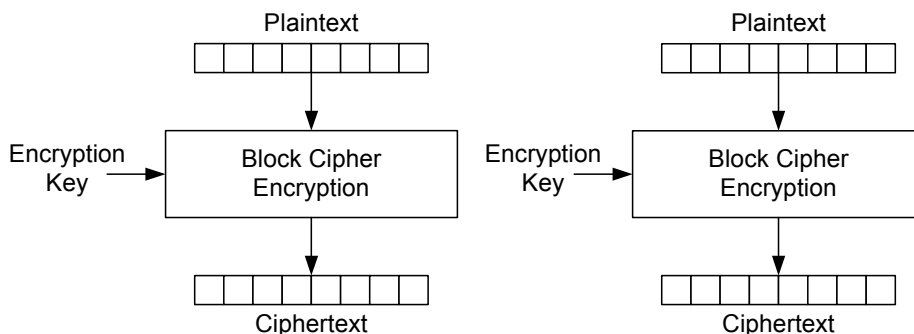 Plaintext
Plaintext
Encryption
Key
Block Cipher
Encryption
Encryption
Key
Block Cipher
Encryption
Ciphertext
Ciphertext